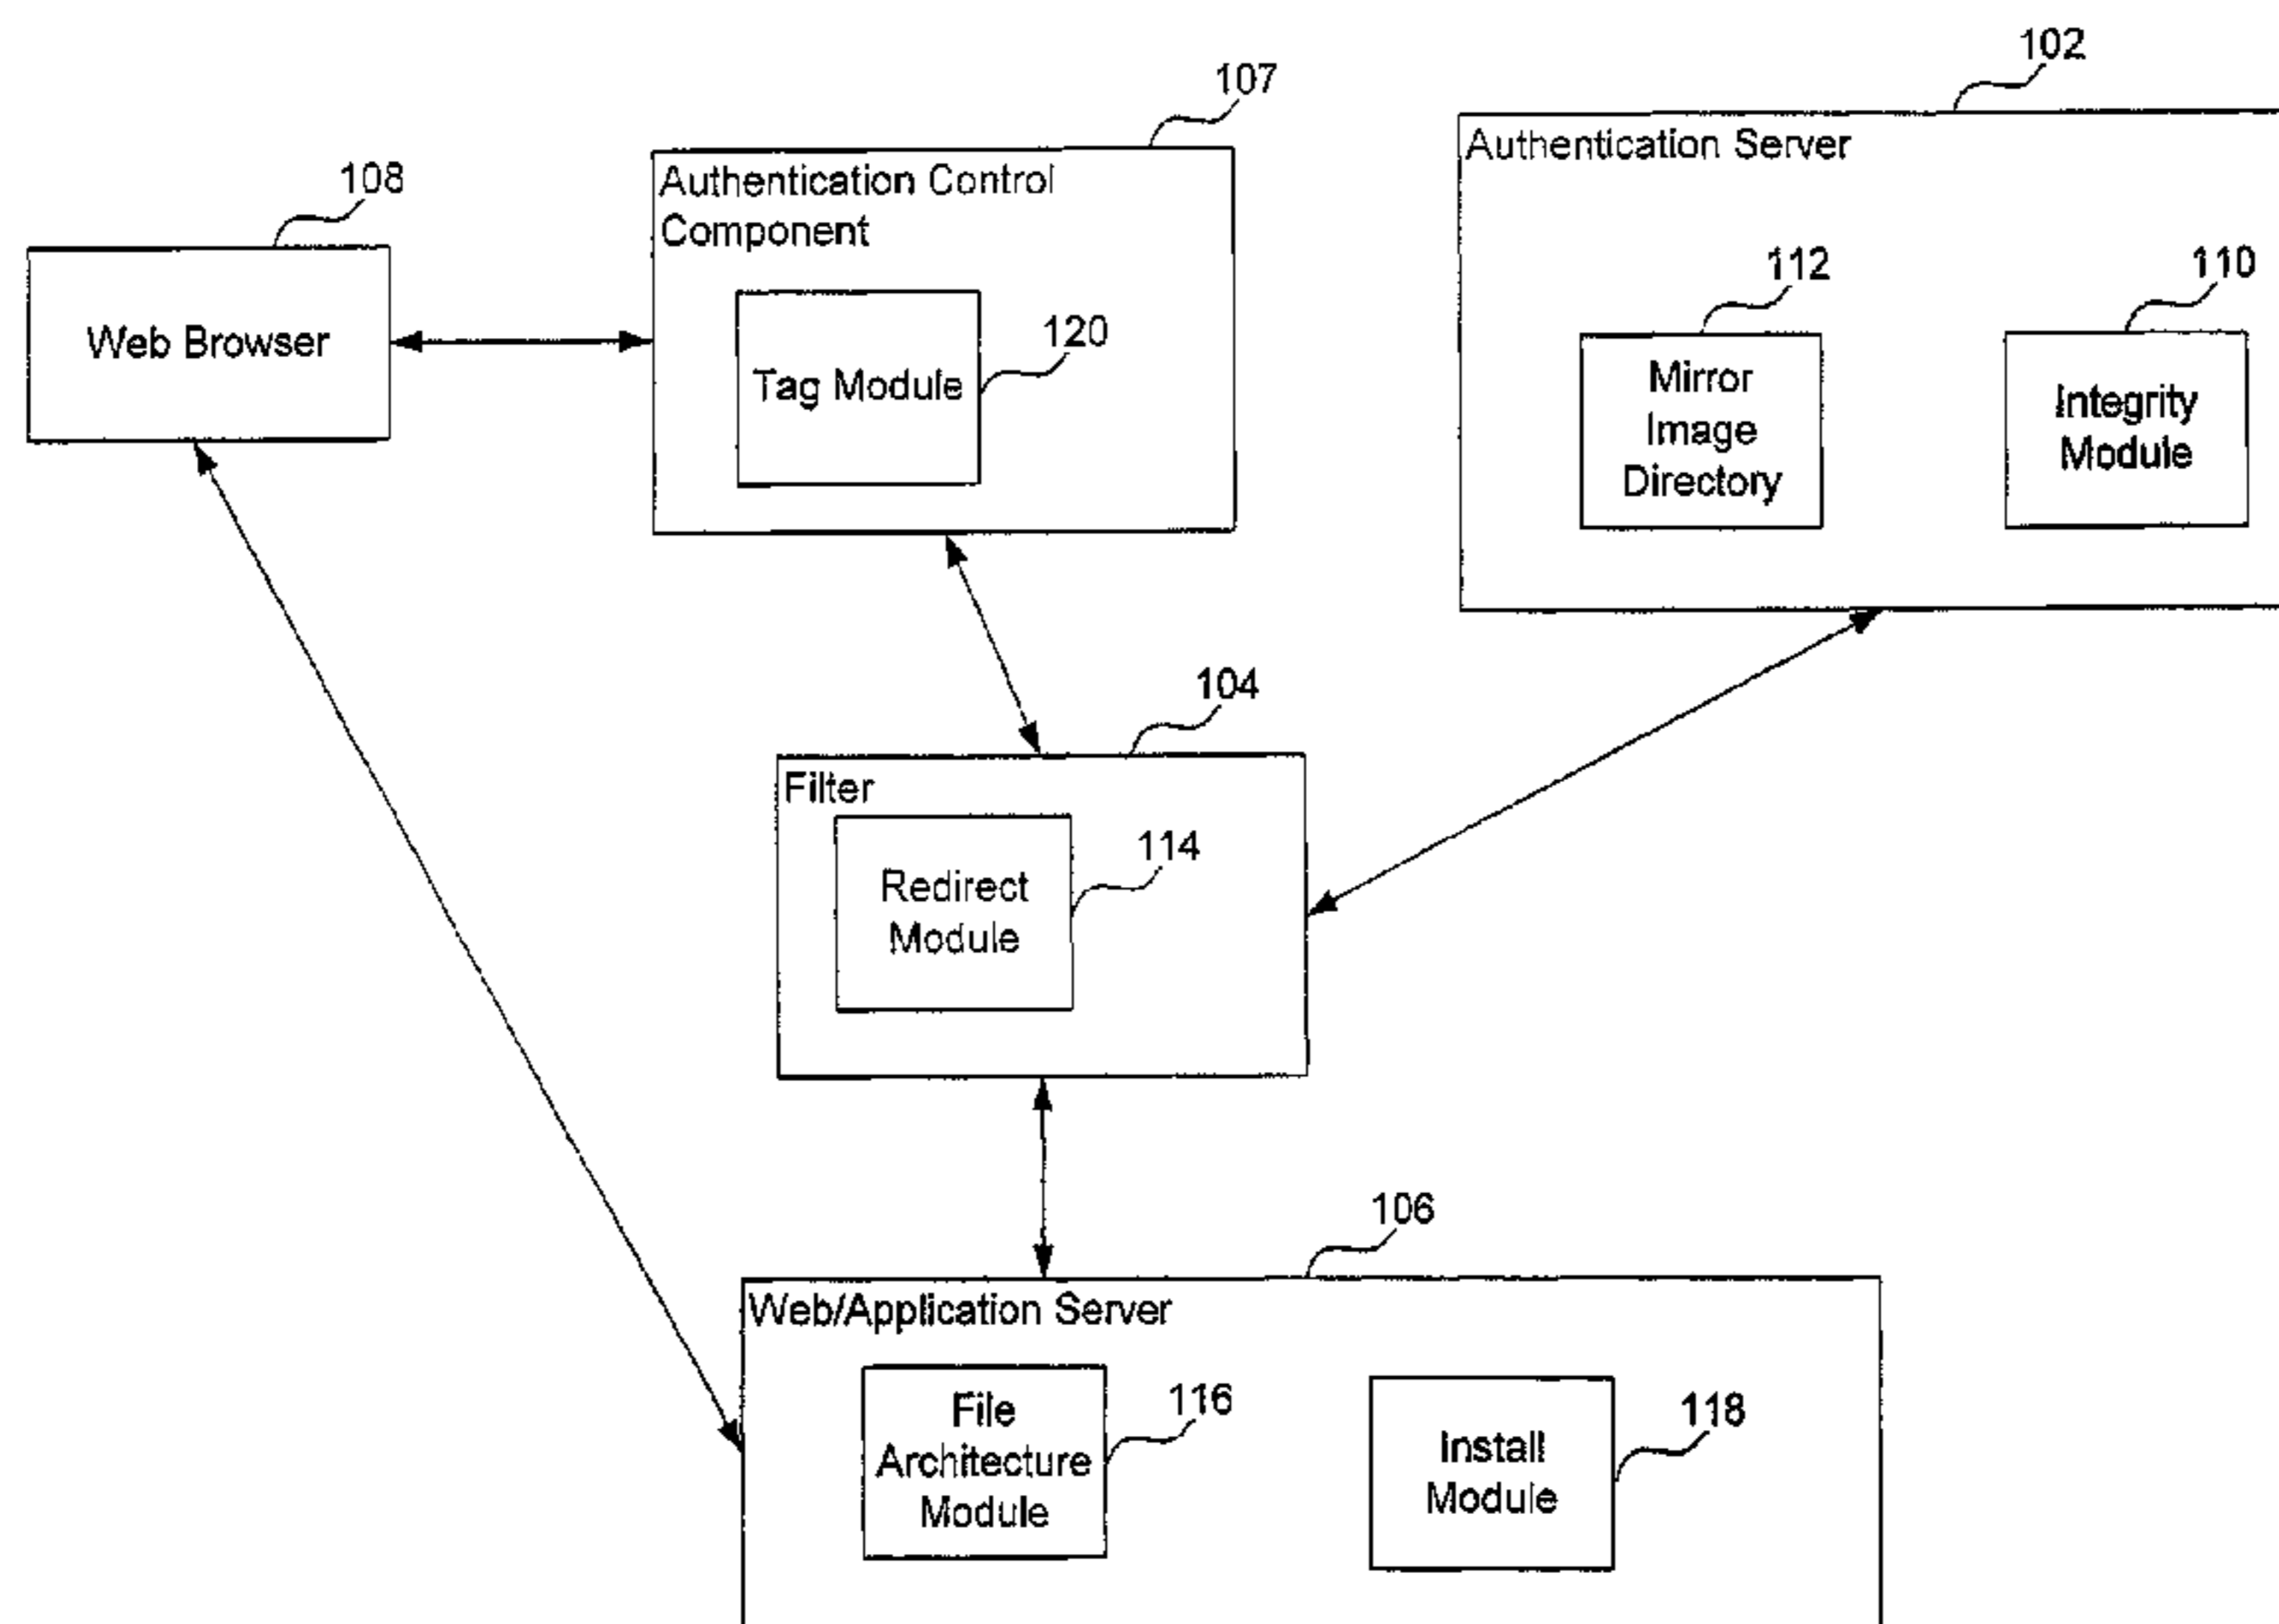 102
Authentication Server
107
Authentication Control
Component
108
Web Browser
112
110
120
Tag Module
Mirror
Image
Directory
Integrity
Module
104
Filter
114
Redirect
Module
106
Web/Application Server
116
File
Architecture
Module
118
Install
Module